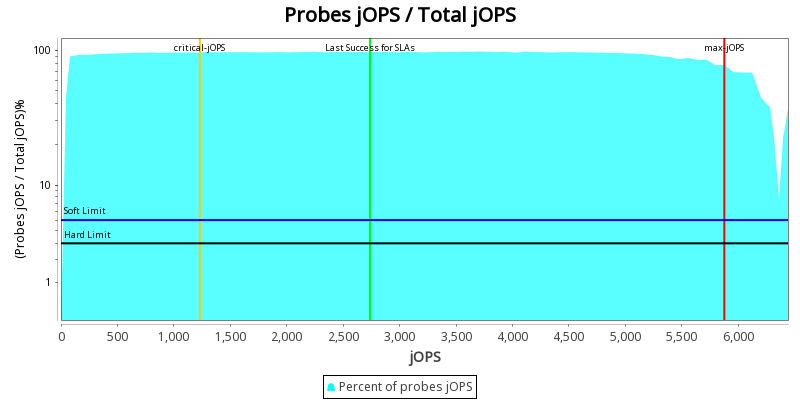 Probes jOPS / Total jOPS
critical-jOPS
Last Success for SLAs
max-jOPS
100
10
1
(Probes jOPS / Total jOPS)%
Soft Limit
Hard Limit
0
500
1,000
1,500
2,000
2,500
3,000
3,500
4,000
4,500
5,000
5,500
6,000
jOPS
Percent of probes jOPS